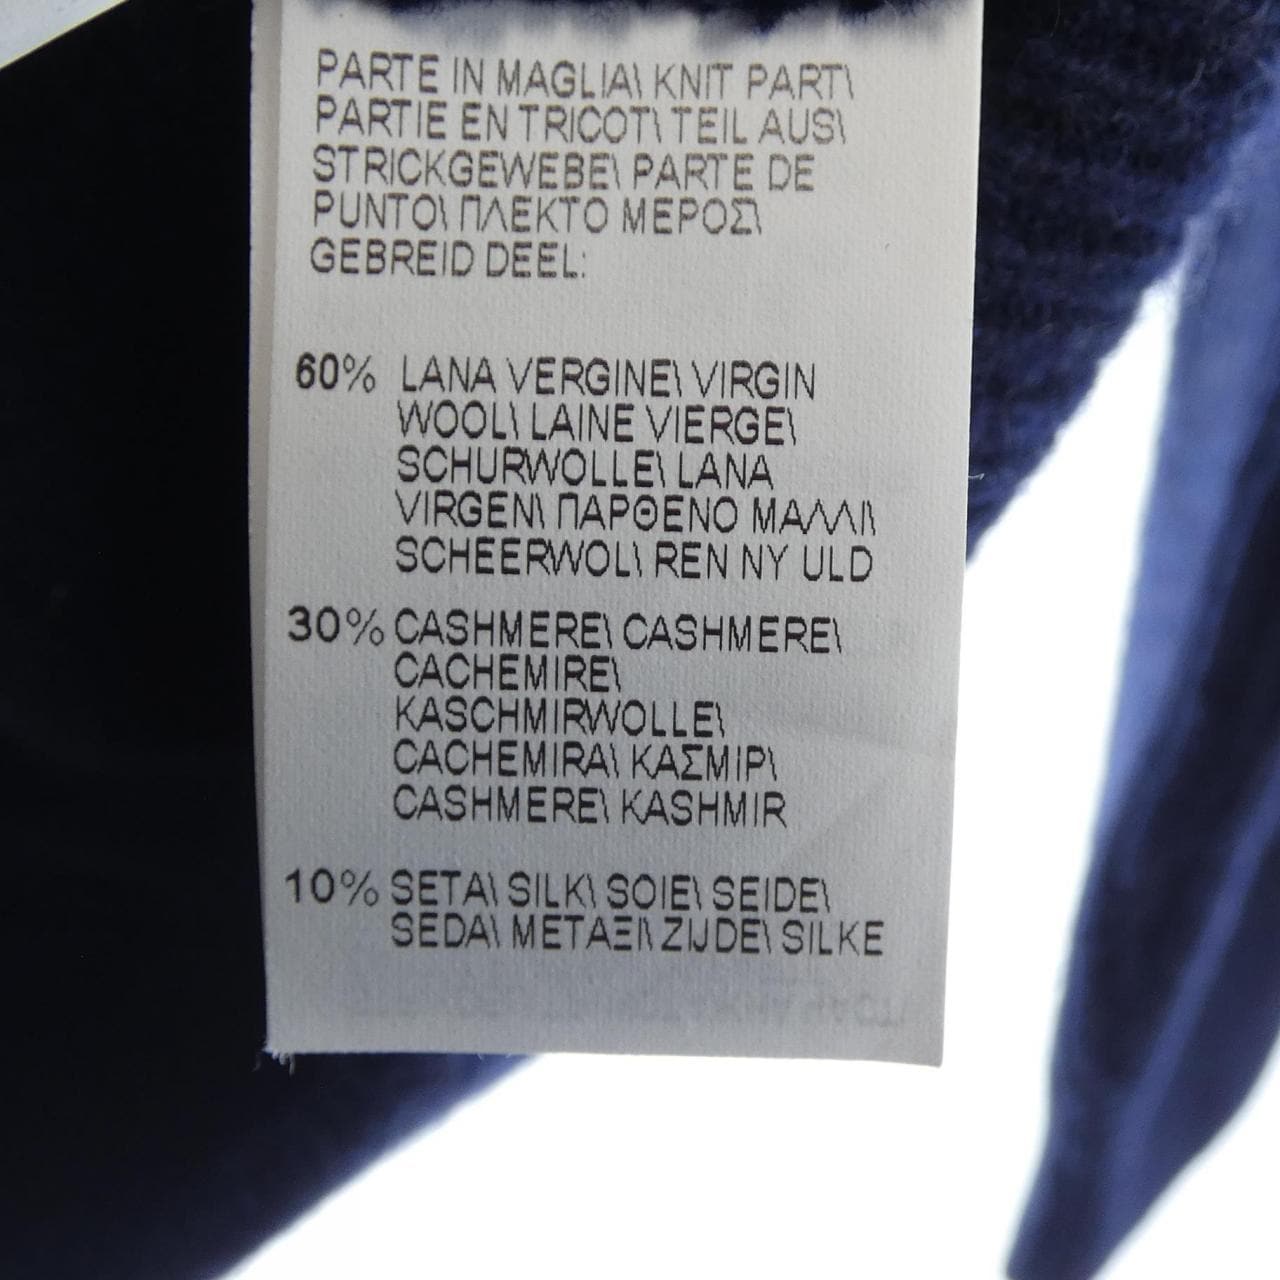 PARTE IN MAGLIA\ KNIT PART\
PARTIE EN TRICOT\ TEIL AUS\
STRICKGEWEBE\ PARTE DE
PUNTO\ ΠΛΕΚΤΟ ΜΕΡΟΣ\
GEBREID DEEL:
60% LANA VERGINE\ VIRGIN
WOOL\ LAINE VIERGE\
SCHURWOLLE\ LANA
VIRGEN\ ΠΑΡΘΕΝΟ ΜΑΛΛΙ\
SCHEERWOL\ REN NY ULD
30% CASHMERE\ CASHMERE\
CACHEMIRE\
KASCHMIRWOLLE\
CACHEMIRA\ ΚΑΣΜΙΡ\
CASHMERE\ KASHMIR
10% SETA\ SILK\ SOIE\ SEIDE\
SEDA\ ΜΕΤΑΞΙ\ ZIJDE\ SILKE